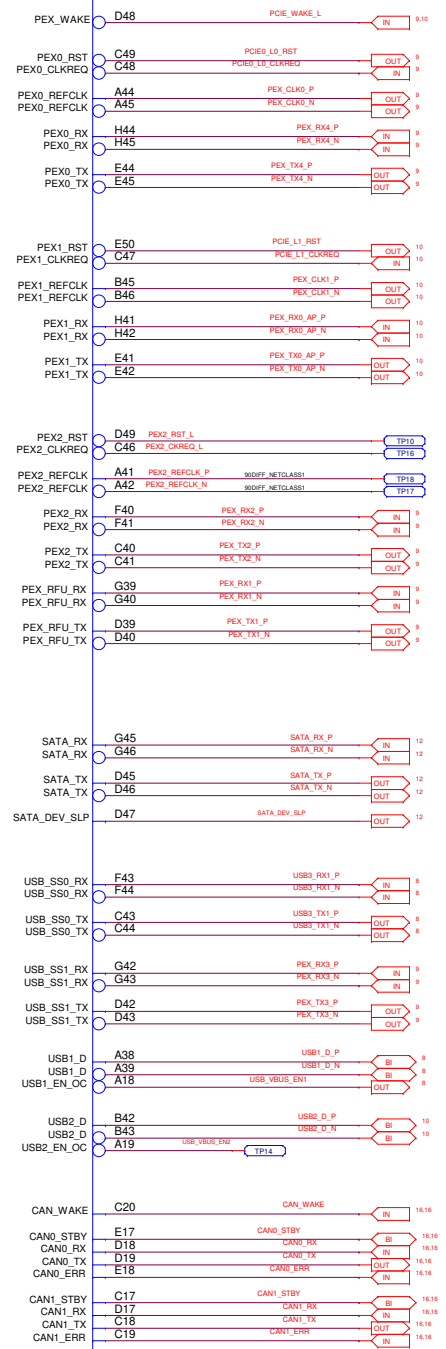 PEX_WAKE D48 PCIE_WAKE_L IN 9,10
PEX0_RST C49 PCIE0_L0_RST OUT 9
PEX0_CLKREQ C48 PCIE0_L0_CLKREQ IN 9
PEX0_REFCLK A44 PEX_CLK0_P OUT 9
PEX0_REFCLK A45 PEX_CLK0_N OUT 9
PEX0_RX H44 PEX_RX4_P IN 9
PEX0_RX H45 PEX_RX4_N IN 9
PEX0_TX E44 PEX_TX4_P OUT 9
PEX0_TX E45 PEX_TX4_N OUT 9
PEX1_RST E50 PCIE_L1_RST OUT 10
PEX1_CLKREQ C47 PCIE_L1_CLKREQ IN 10
PEX1_REFCLK B45 PEX_CLK1_P OUT 10
PEX1_REFCLK B46 PEX_CLK1_N OUT 10
PEX1_RX H41 PEX_RX0_AP_P IN 10
PEX1_RX H42 PEX_RX0_AP_N IN 10
PEX1_TX E41 PEX_TX0_AP_P OUT 10
PEX1_TX E42 PEX_TX0_AP_N OUT 10
PEX2_RST D49 PEX2_RST_L TP10
PEX2_CLKREQ C46 PEX2_CKREQ_L TP16
PEX2_REFCLK A41 PEX2_REFCLK_P 90DIFF_NETCLASS1 TP18
PEX2_REFCLK A42 PEX2_REFCLK_N 90DIFF_NETCLASS1 TP17
PEX2_RX F40 PEX_RX2_P IN 9
PEX2_RX F41 PEX_RX2_N IN 9
PEX2_TX C40 PEX_TX2_P OUT 9
PEX2_TX C41 PEX_TX2_N OUT 9
PEX_RFU_RX G39 PEX_RX1_P IN 9
PEX_RFU_RX G40 PEX_RX1_N IN 9
PEX_RFU_TX D39 PEX_TX1_P OUT 9
PEX_RFU_TX D40 PEX_TX1_N OUT 9
SATA_RX G45 SATA_RX_P IN 12
SATA_RX G46 SATA_RX_N IN 12
SATA_TX D45 SATA_TX_P OUT 12
SATA_TX D46 SATA_TX_N OUT 12
SATA_DEV_SLP D47 SATA_DEV_SLP OUT 12
USB_SS0_RX F43 USB3_RX1_P IN 8
USB_SS0_RX F44 USB3_RX1_N IN 8
USB_SS0_TX C43 USB3_TX1_P OUT 8
USB_SS0_TX C44 USB3_TX1_N OUT 8
USB_SS1_RX G42 PEX_RX3_P IN 9
USB_SS1_RX G43 PEX_RX3_N IN 9
USB_SS1_TX D42 PEX_TX3_P OUT 9
USB_SS1_TX D43 PEX_TX3_N OUT 9
USB1_D A38 USB1_D_P BI 8
USB1_D A39 USB1_D_N BI 8
USB1_EN_OC A18 USB_VBUS_EN1 OUT 8
USB2_D B42 USB2_D_P BI 10
USB2_D B43 USB2_D_N BI 10
USB2_EN_OC A19 USB_VBUS_EN2 TP14
CAN_WAKE C20 CAN_WAKE IN 16,16
CAN0_STBY E17 CAN0_STBY BI 16,16
CAN0_RX D18 CAN0_RX IN 16,16
CAN0_TX D19 CAN0_TX OUT 16,16
CAN0_ERR E18 CAN0_ERR IN 16,16
CAN1_STBY C17 CAN1_STBY BI 16,16
CAN1_RX D17 CAN1_RX IN 16,16
CAN1_TX C18 CAN1_TX OUT 16,16
CAN1_ERR C19 CAN1_ERR IN 16,16